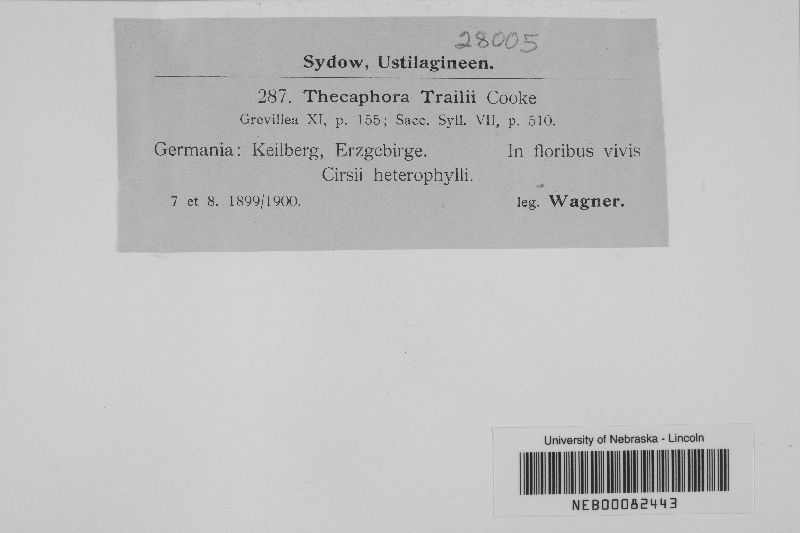 28005
Sydow, Ustilagineen.
287. Thecaphora Trailii Cooke
Grevillea XI, p. 155; Sacc. Syll. VII, p. 510.
Germania: Keilberg, Erzgebirge. In floribus vivis
Cirsii heterophylli.
7 et 8. 1899/1900. leg. Wagner.
University of Nebraska - Lincoln
NEB00082443